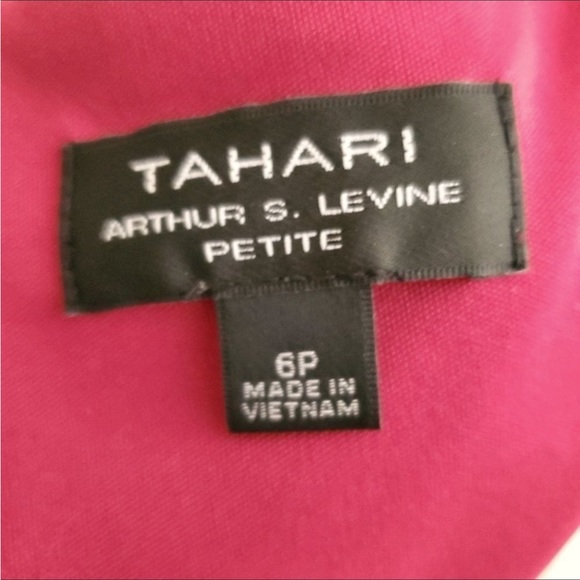 TAHARI
ARTHUR S. LEVINE
PETITE
6P
MADE IN
VIETNAM